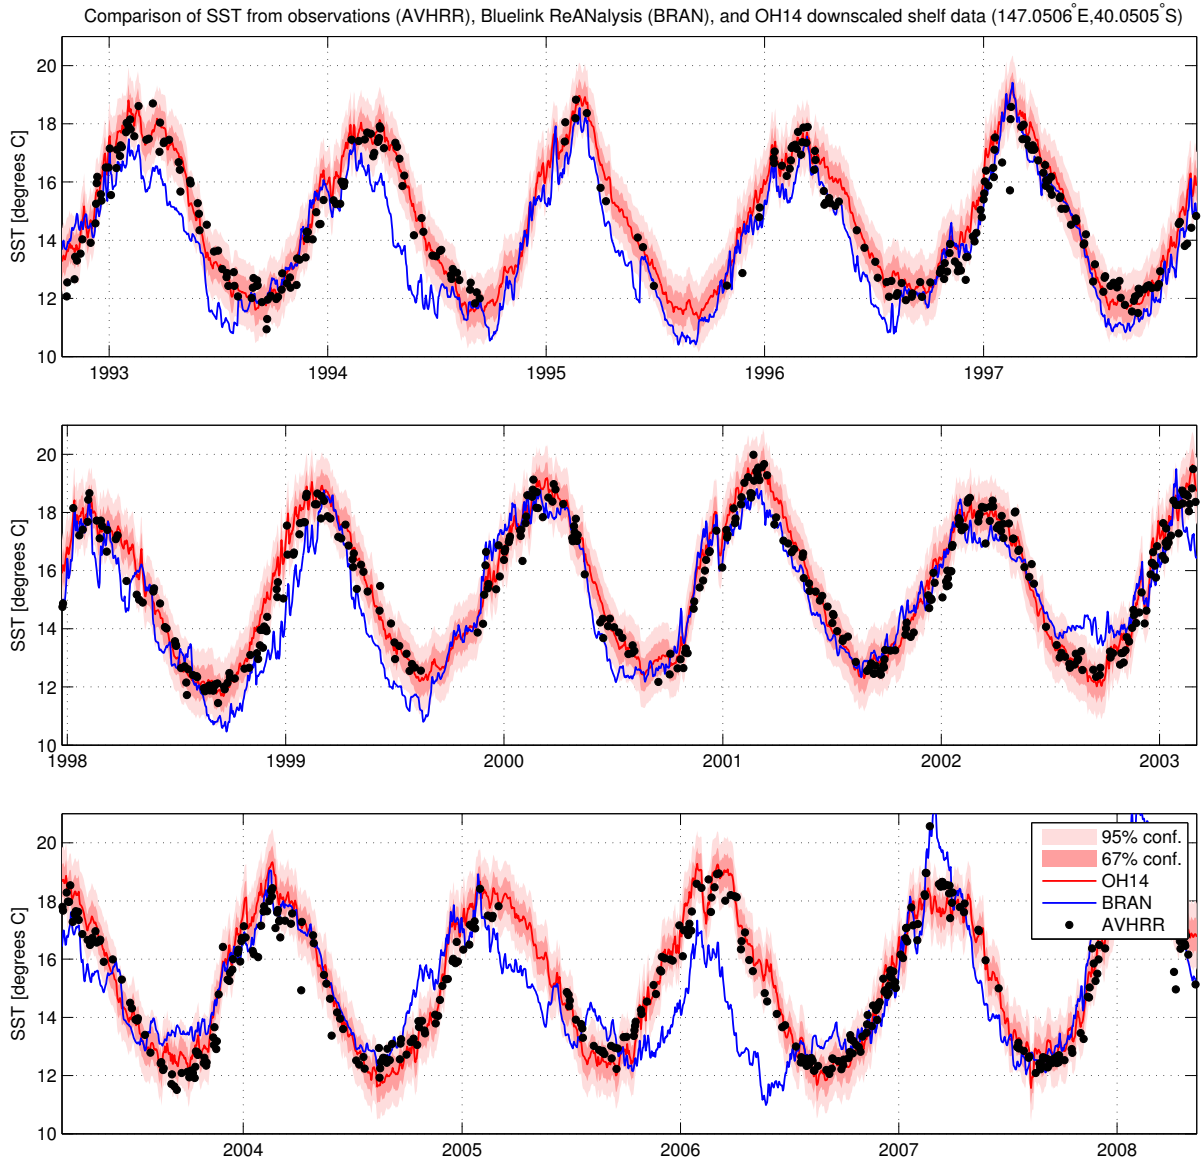 Comparison of SST from observations (AVHRR), Bluelink ReANalysis (BRAN), and OH14 downscaled shelf data (147.0506°E,40.0505°S)
20
18
16
14
12
10
SST [degrees C]
1993 1994 1995 1996 1997
20
18
16
14
12
10
SST [degrees C]
1998 1999 2000 2001 2002 2003
20
18
16
14
12
10
SST [degrees C]
95% conf.
67% conf.
OH14
BRAN
AVHRR
2004 2005 2006 2007 2008